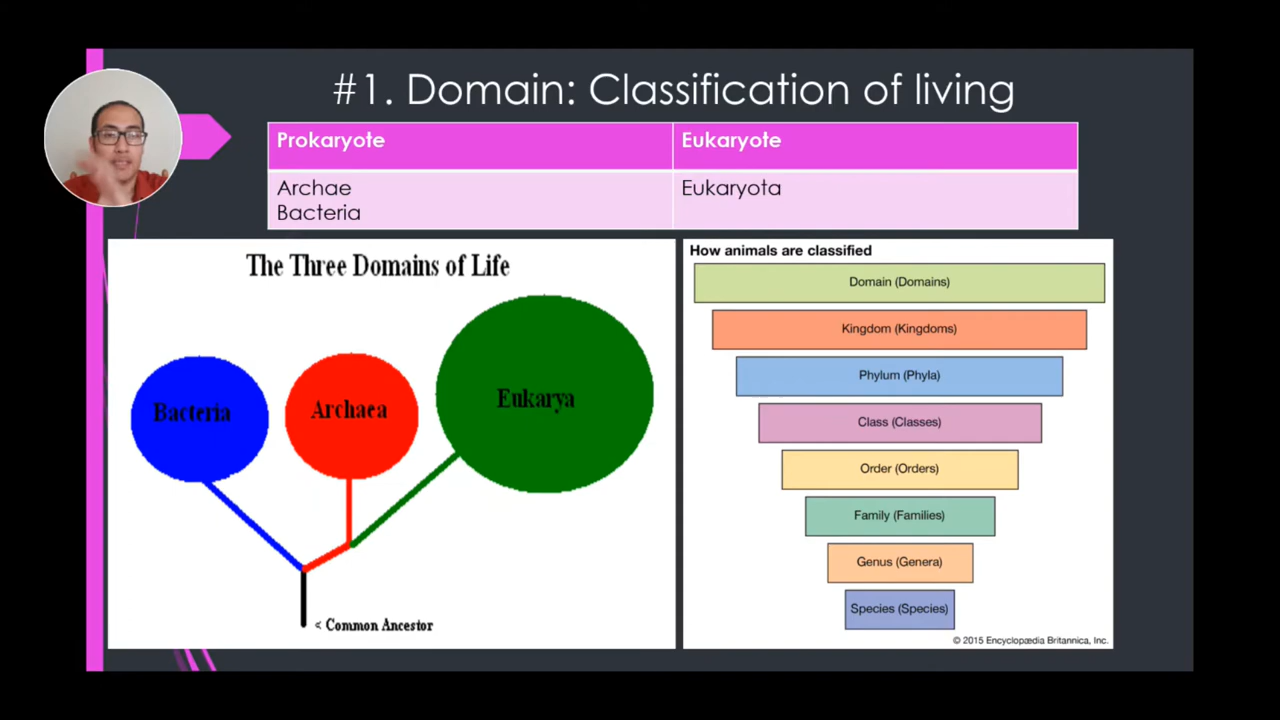 #1. Domain: Classification of living
Prokaryote
Eukaryote
Archae
Bacteria
Eukaryota
The Three Domains of Life
Bacteria
Archaea
Eukarya
< Common Ancestor
How animals are classified
Domain (Domains)
Kingdom (Kingdoms)
Phylum (Phyla)
Class (Classes)
Order (Orders)
Family (Families)
Genus (Genera)
Species (Species)
© 2015 Encyclopædia Britannica, Inc.